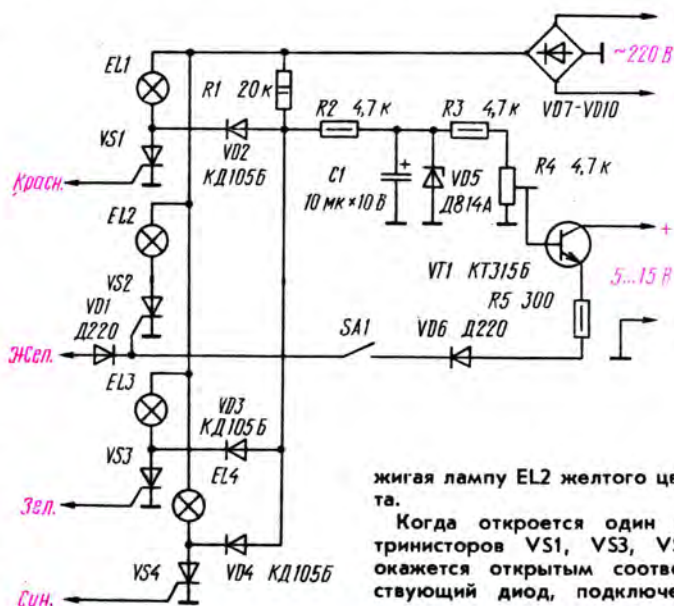 EL1
R1 20 к
~220 В
VD7-VD10
R2 4,7 к
R3 4,7 к
VS1
VD2
КД105Б
C1
10 мк×10 В
+
VD5
Д814А
R4 4,7 к
Красн.
EL2
VS2
VD1
Д220
VT1 КТ315Б
+
5...15 В
R5 300
SA1
VD6 Д220
Жел.
EL3
VD3
КД105Б
VS3
EL4
Зел.
VS4
VD4 КД105Б
Син.
жигая лампу EL2 желтого цве
та.
Когда откроется один
тринисторов VS1, VS3, VS
окажется открытым соотве
ствующий диод, подключе